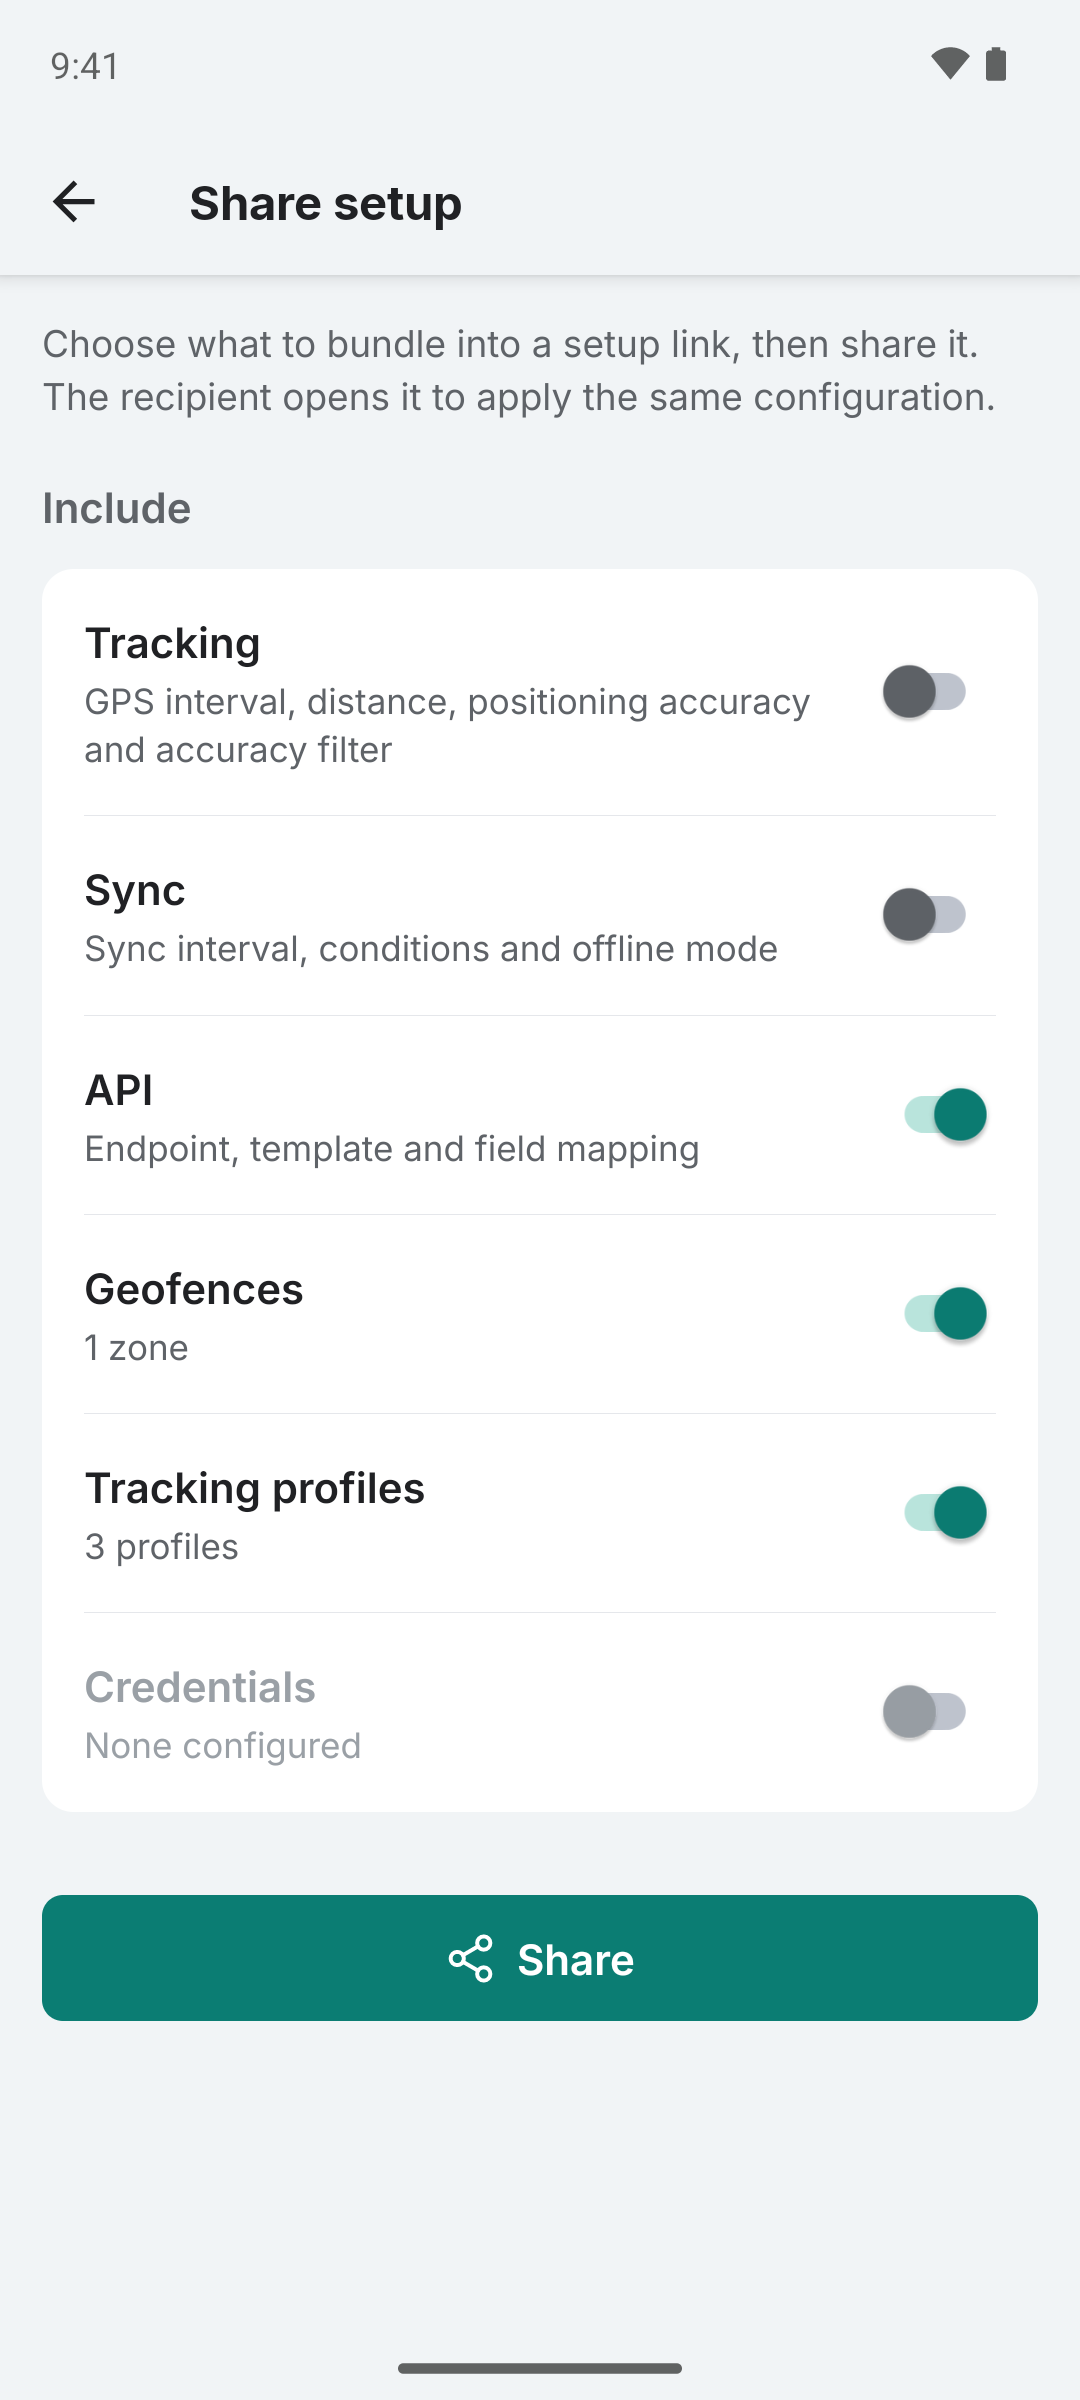 9:41
Share setup
Choose what to bundle into a setup link, then share it.
The recipient opens it to apply the same configuration.
Include
Tracking
GPS interval, distance, positioning accuracy
and accuracy filter
Sync
Sync interval, conditions and offline mode
API
Endpoint, template and field mapping
Geofences
1 zone
Tracking profiles
3 profiles
Credentials
None configured
Share